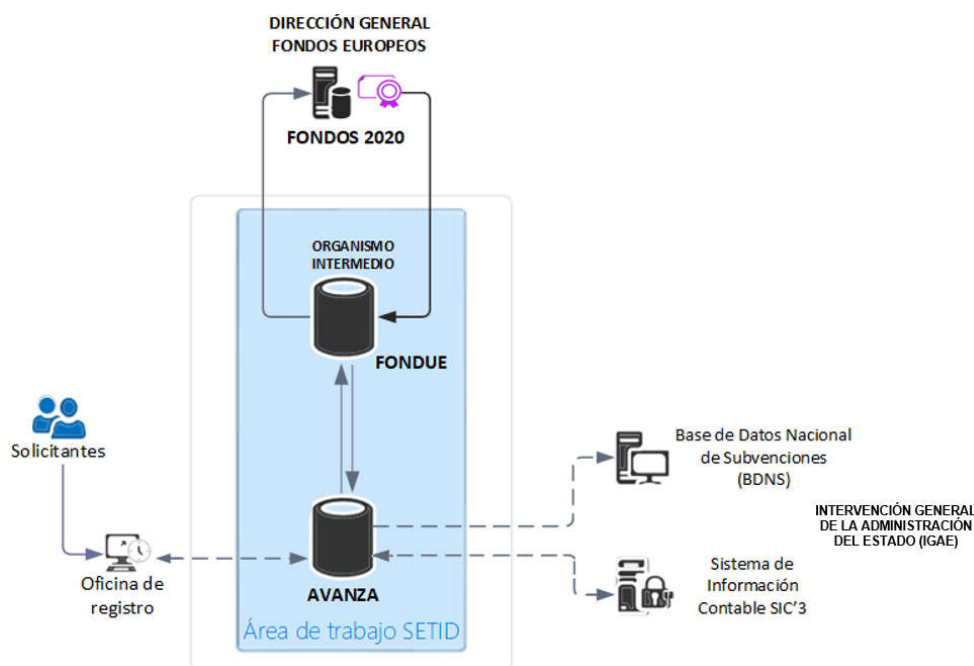 DIRECCIÓN GENERAL
FONDOS EUROPEOS
FONDOS 2020
ORGANISMO
INTERMEDIO
FONDUE
Solicitantes
Base de Datos Nacional
de Subvenciones
(BDNS)
INTERVENCIÓN GENERAL
DE LA ADMINISTRACIÓN
DEL ESTADO (IGAE)
Oficina de
registro
AVANZA
Sistema de
Información
Contable SIC'3
Área de trabajo SETID